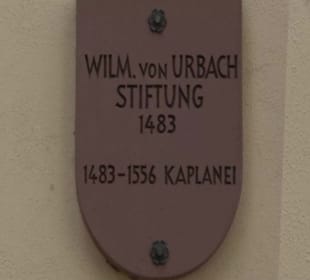 WILM. VON URBACH
STIFTUNG
1483
1483-1556 KAPLANEI